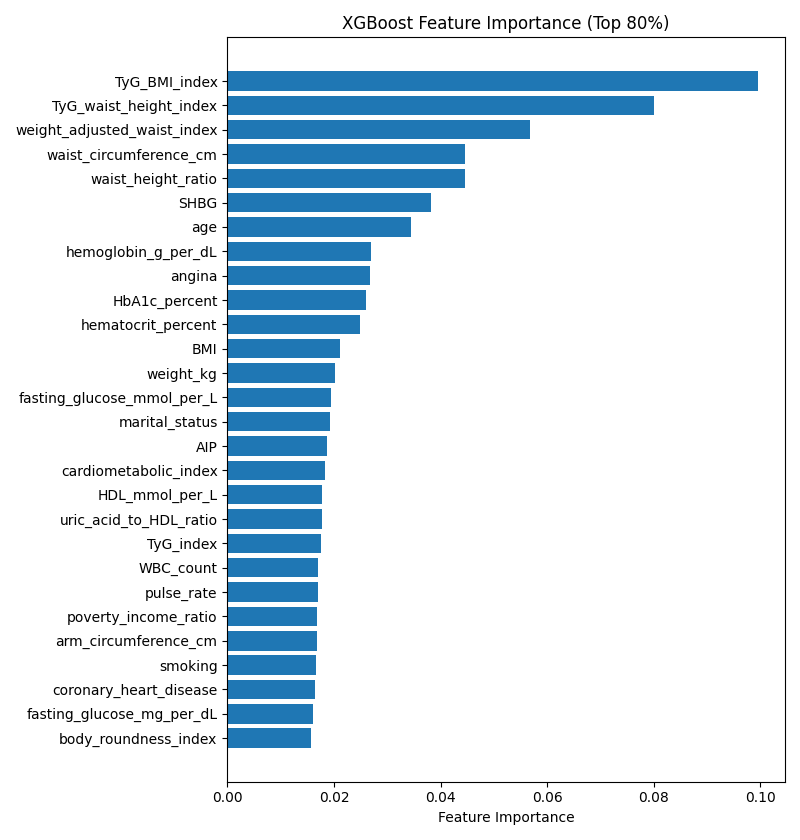 XGBoost Feature Importance (Top 80%)
TyG_BMI_index
TyG_waist_height_index
weight_adjusted_waist_index
waist_circumference_cm
waist_height_ratio
SHBG
age
hemoglobin_g_per_dL
angina
HbA1c_percent
hematocrit_percent
BMI
weight_kg
fasting_glucose_mmol_per_L
marital_status
AIP
cardiometabolic_index
HDL_mmol_per_L
uric_acid_to_HDL_ratio
TyG_index
WBC_count
pulse_rate
poverty_income_ratio
arm_circumference_cm
smoking
coronary_heart_disease
fasting_glucose_mg_per_dL
body_roundness_index
0.00 0.02 0.04 0.06 0.08 0.10
Feature Importance